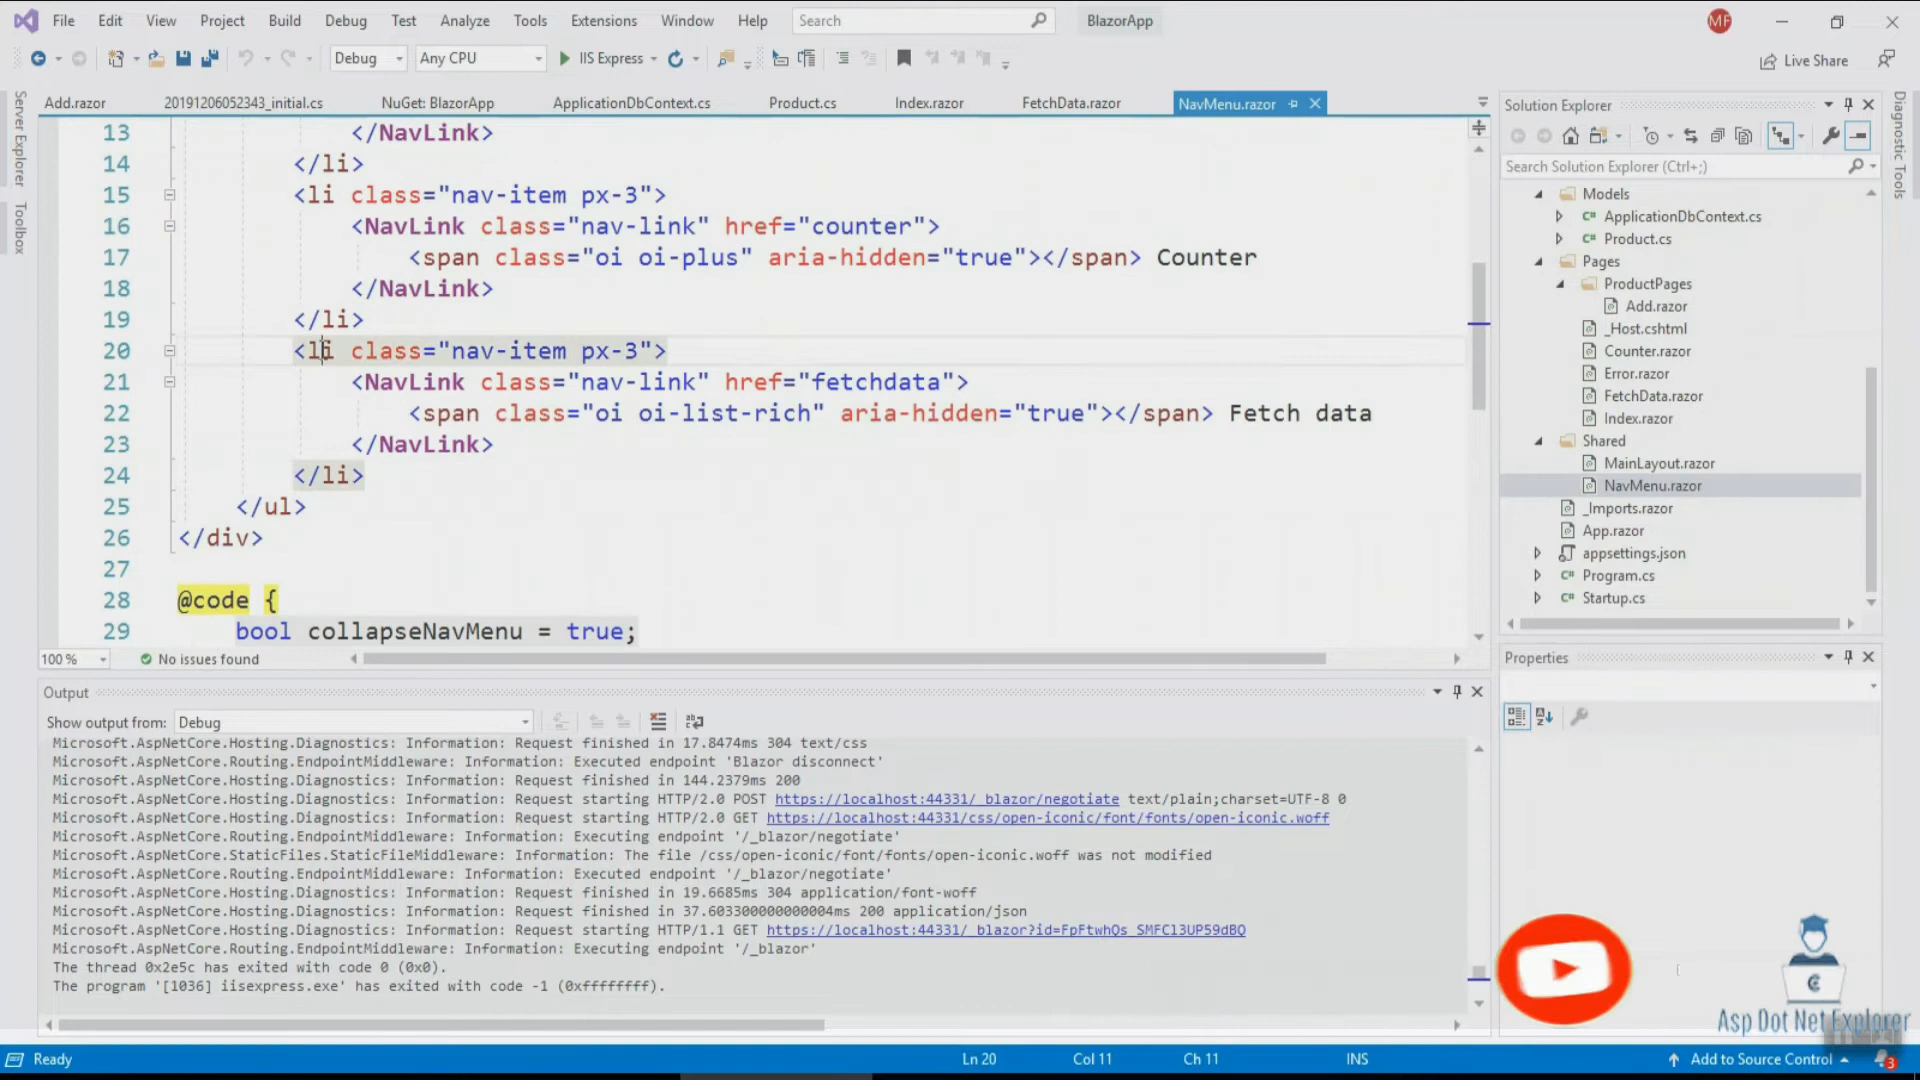 File Edit View Project Build Debug Test Analyze Tools Extensions Window Help Search BlazorApp MF
Debug Any CPU IIS Express Live Share
Server Explorer
Toolbox
Add.razor 20191206052343_initial.cs NuGet: BlazorApp ApplicationDbContext.cs Product.cs Index.razor FetchData.razor NavMenu.razor
13 </NavLink>
14 </li>
15 <li class="nav-item px-3">
16 <NavLink class="nav-link" href="counter">
17 <span class="oi oi-plus" aria-hidden="true"></span> Counter
18 </NavLink>
19 </li>
20 <li class="nav-item px-3">
21 <NavLink class="nav-link" href="fetchdata">
22 <span class="oi oi-list-rich" aria-hidden="true"></span> Fetch data
23 </NavLink>
24 </li>
25 </ul>
26 </div>
27
28 @code {
29 bool collapseNavMenu = true;
100 % No issues found
Output
Show output from: Debug
Microsoft.AspNetCore.Hosting.Diagnostics: Information: Request finished in 17.8474ms 304 text/css
Microsoft.AspNetCore.Routing.EndpointMiddleware: Information: Executed endpoint 'Blazor disconnect'
Microsoft.AspNetCore.Hosting.Diagnostics: Information: Request finished in 144.2379ms 200
Microsoft.AspNetCore.Hosting.Diagnostics: Information: Request starting HTTP/2.0 POST https://localhost:44331/_blazor/negotiate text/plain;charset=UTF-8 0
Microsoft.AspNetCore.Hosting.Diagnostics: Information: Request starting HTTP/2.0 GET https://localhost:44331/css/open-iconic/font/fonts/open-iconic.woff
Microsoft.AspNetCore.Routing.EndpointMiddleware: Information: Executing endpoint '/_blazor/negotiate'
Microsoft.AspNetCore.StaticFiles.StaticFileMiddleware: Information: The file /css/open-iconic/font/fonts/open-iconic.woff was not modified
Microsoft.AspNetCore.Routing.EndpointMiddleware: Information: Executed endpoint '/_blazor/negotiate'
Microsoft.AspNetCore.Hosting.Diagnostics: Information: Request finished in 19.6685ms 304 application/font-woff
Microsoft.AspNetCore.Hosting.Diagnostics: Information: Request finished in 37.603300000000004ms 200 application/json
Microsoft.AspNetCore.Hosting.Diagnostics: Information: Request starting HTTP/1.1 GET https://localhost:44331/_blazor?id=FpFtwhQs_SMFCl3UP59dBQ
Microsoft.AspNetCore.Routing.EndpointMiddleware: Information: Executing endpoint '/_blazor'
The thread 0x2e5c has exited with code 0 (0x0).
The program '[1036] iisexpress.exe' has exited with code -1 (0xffffffff).
Solution Explorer
Search Solution Explorer (Ctrl+;)
Models
C# ApplicationDbContext.cs
C# Product.cs
Pages
ProductPages
Add.razor
_Host.cshtml
Counter.razor
Error.razor
FetchData.razor
Index.razor
Shared
MainLayout.razor
NavMenu.razor
_Imports.razor
App.razor
appsettings.json
C# Program.cs
C# Startup.cs
Diagnostic Tools
Properties
Asp Dot Net Explorer
Ready Ln 20 Col 11 Ch 11 INS Add to Source Control 3